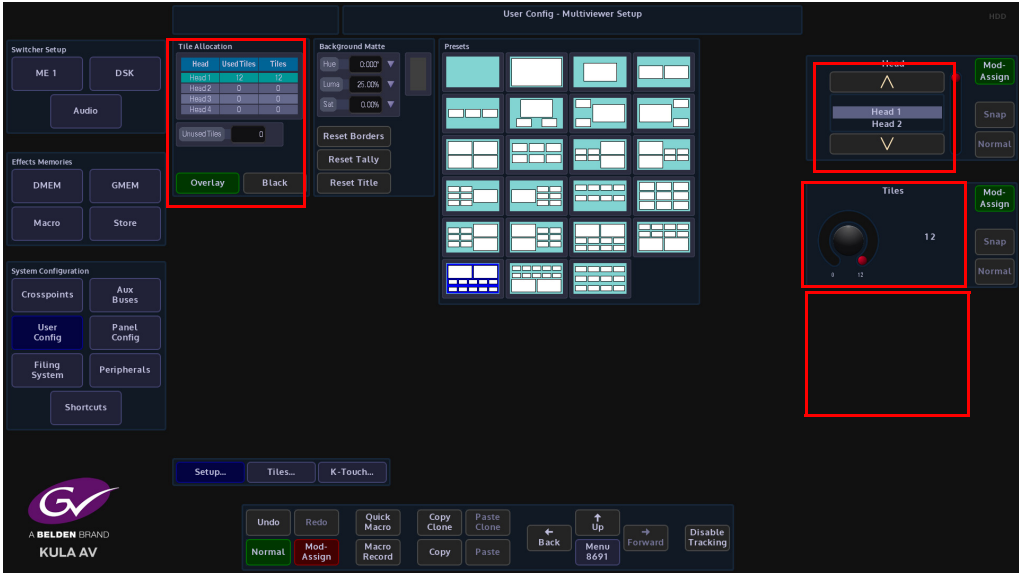 User Config - Multiviewer Setup
HDD
Switcher Setup
ME 1
DSK
Audio
Effects Memories
DMEM
GMEM
Macro
Store
System Configuration
Crosspoints
Aux
Buses
User
Config
Panel
Config
Filing
System
Peripherals
Shortcuts
Tile Allocation
Head Used Tiles Tiles
Head 1 12 12
Head 2 0 0
Head 3 0 0
Head 4 0 0
Unused Tiles 0
Overlay
Black
Background Matte
Hue 0.000°
Luma 25.00%
Sat 0.00%
Reset Borders
Reset Tally
Reset Title
Presets
Head
Head 1
Head 2
Mod-
Assign
Snap
Normal
Tiles
12
0 12
Mod-
Assign
Snap
Normal
Setup...
Tiles...
K-Touch...
GV
A BELDEN BRAND
KULA AV
Undo
Redo
Normal
Mod-
Assign
Quick
Macro
Macro
Record
Copy
Clone
Paste
Clone
Copy
Paste
Back
Up
Menu
8691
Forward
Disable
Tracking